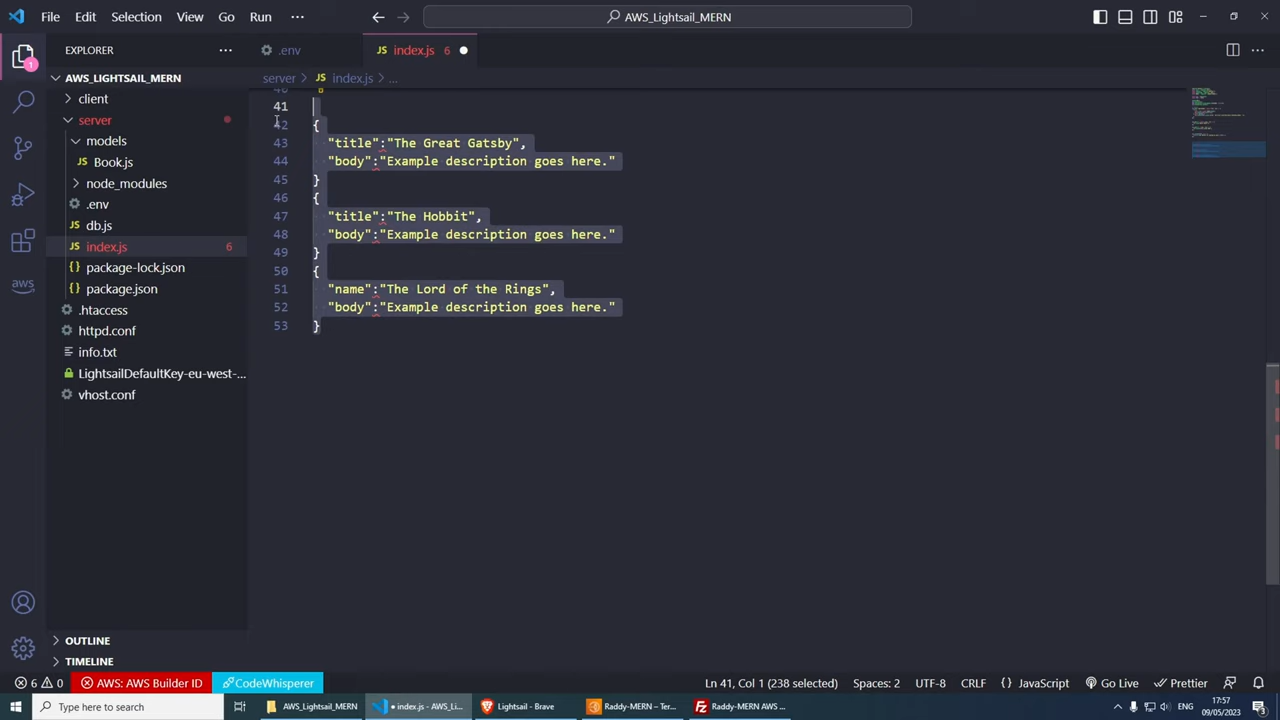 File Edit Selection View Go Run ··· AWS_Lightsail_MERN
EXPLORER ··· .env JS index.js 6
AWS_LIGHTSAIL_MERN
server > JS index.js > ...
client
server
models
Book.js
node_modules
.env
db.js
index.js 6
package-lock.json
package.json
.htaccess
httpd.conf
info.txt
LightsailDefaultKey-eu-west-...
vhost.conf
OUTLINE
TIMELINE
40 }
41
42 {
43 "title":"The Great Gatsby",
44 "body":"Example description goes here."
45 }
46 {
47 "title":"The Hobbit",
48 "body":"Example description goes here."
49 }
50 {
51 "name":"The Lord of the Rings",
52 "body":"Example description goes here."
53 }
aws
1
6 0 AWS: AWS Builder ID CodeWhisperer Ln 41, Col 1 (238 selected) Spaces: 2 UTF-8 CRLF {} JavaScript Go Live Prettier
Type here to search AWS_Lightsail_MERN ● index.js - AWS_Li... Lightsail - Brave Raddy-MERN – Ter... Raddy-MERN AWS ... ENG 17:57
09/05/2023 2